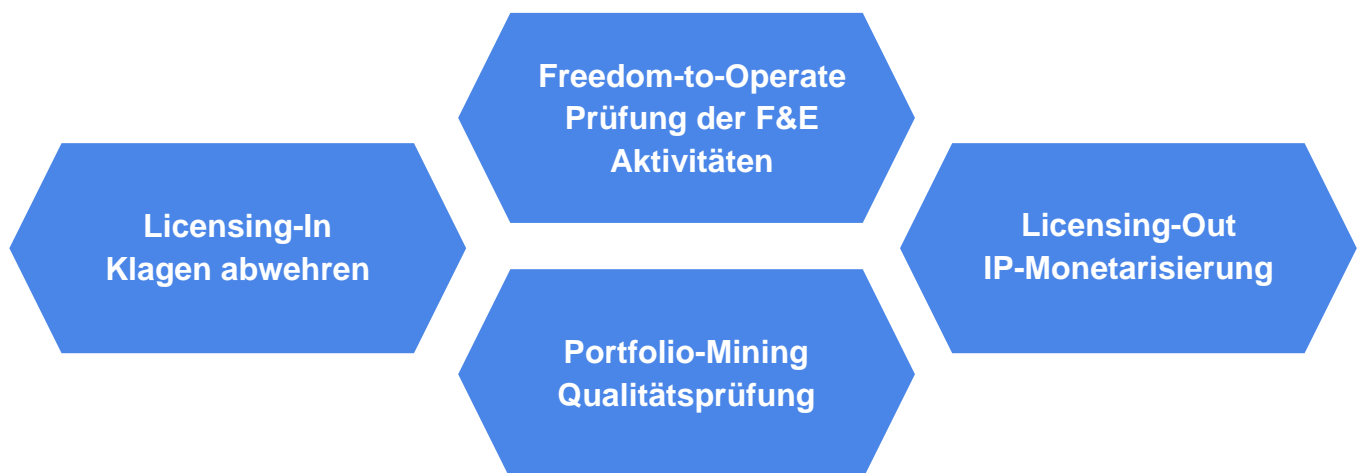 Freedom-to-Operate
Prüfung der F&E
Aktivitäten
Licensing-In
Klagen abwehren
Licensing-Out
IP-Monetarisierung
Portfolio-Mining
Qualitätsprüfung